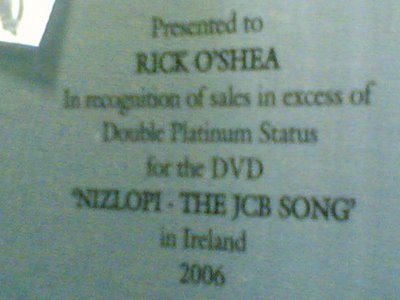 Presented to
RICK O'SHEA
In recognition of sales in excess of
Double Platinum Status
for the DVD
'NIZLOPI - THE JCB SONG'
in Ireland
2006